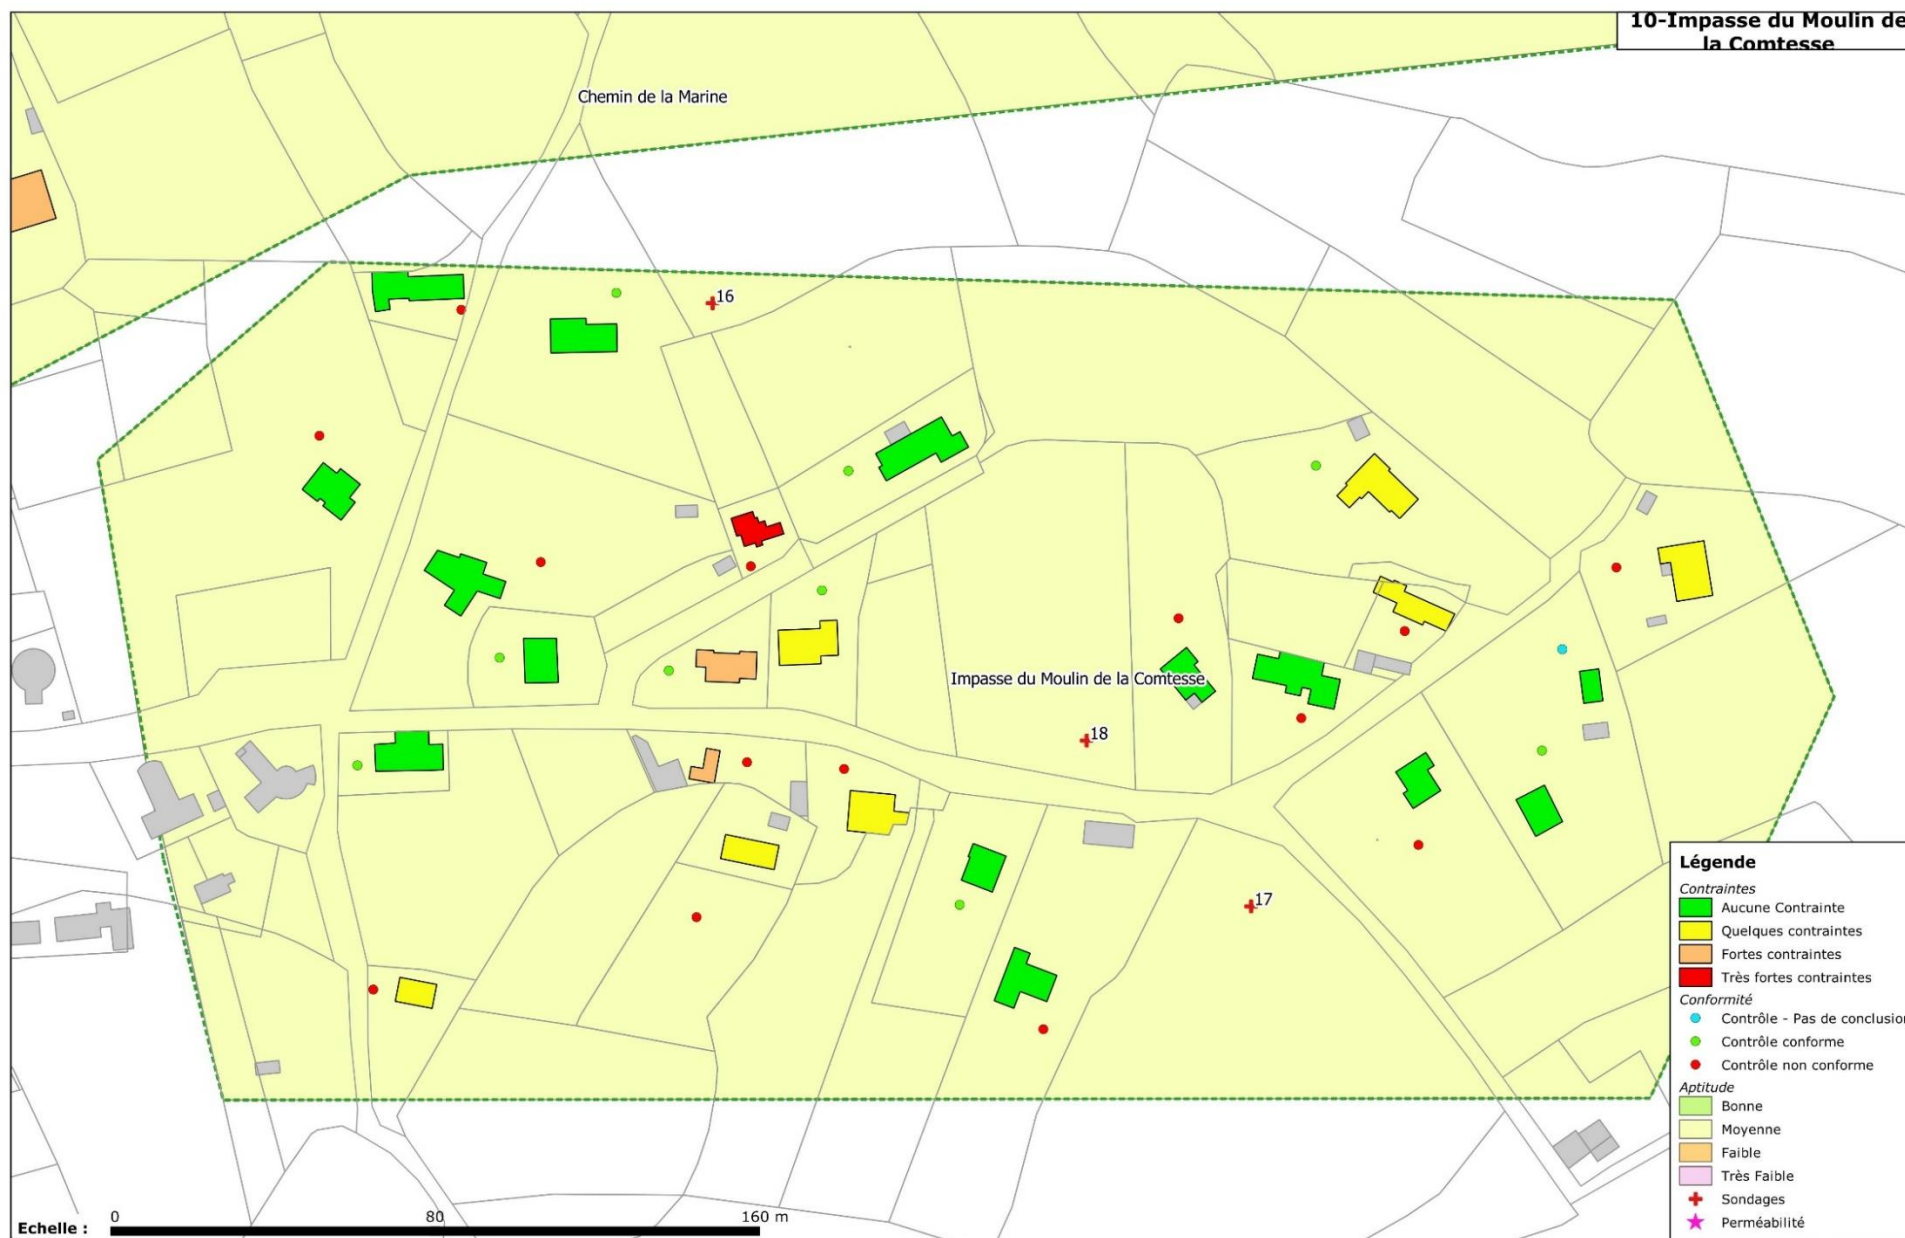 10-Impasse du Moulin de
la Comtesse
Chemin de la Marine
16
Impasse du Moulin de la Comtesse
18
17
Légende
Contraintes
Aucune Contrainte
Quelques contraintes
Fortes contraintes
Très fortes contraintes
Conformité
Contrôle - Pas de conclusion
Contrôle conforme
Contrôle non conforme
Aptitude
Bonne
Moyenne
Faible
Très Faible
Sondages
Perméabilité
Echelle : 0 80 160 m